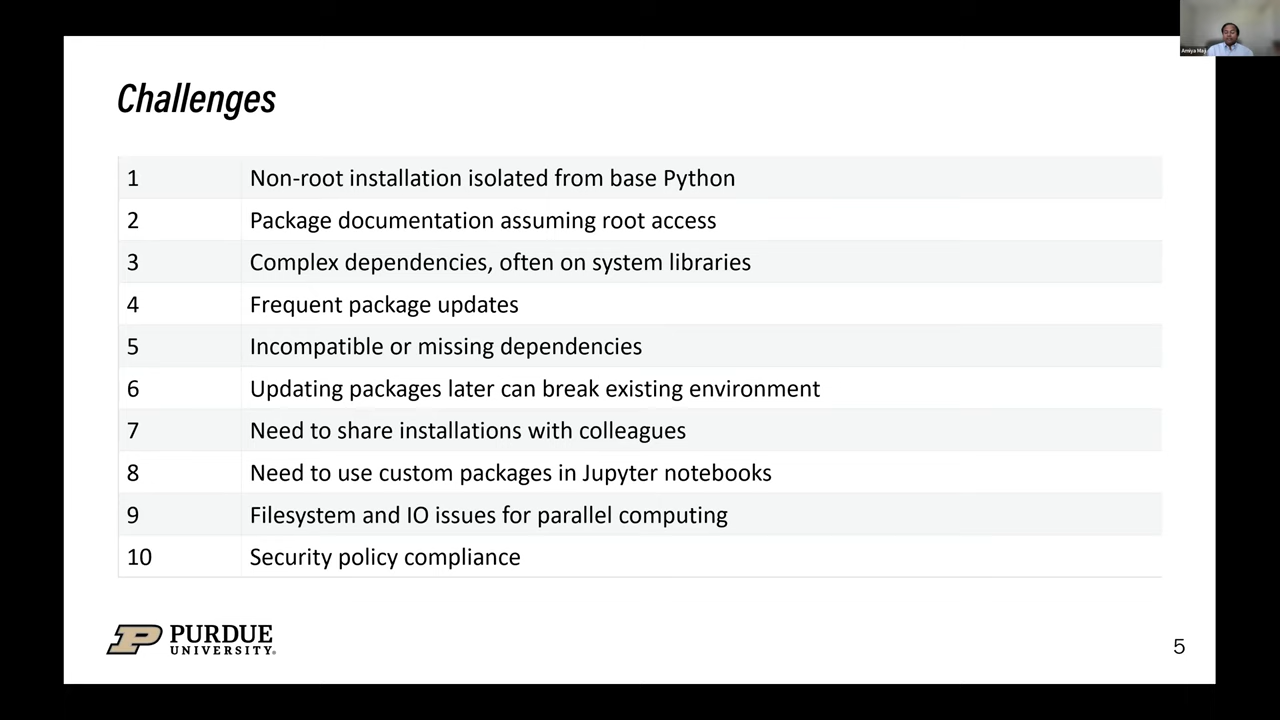 Amiya Maji
Challenges
1 Non-root installation isolated from base Python
2 Package documentation assuming root access
3 Complex dependencies, often on system libraries
4 Frequent package updates
5 Incompatible or missing dependencies
6 Updating packages later can break existing environment
7 Need to share installations with colleagues
8 Need to use custom packages in Jupyter notebooks
9 Filesystem and IO issues for parallel computing
10 Security policy compliance
P PURDUE
UNIVERSITY®
5